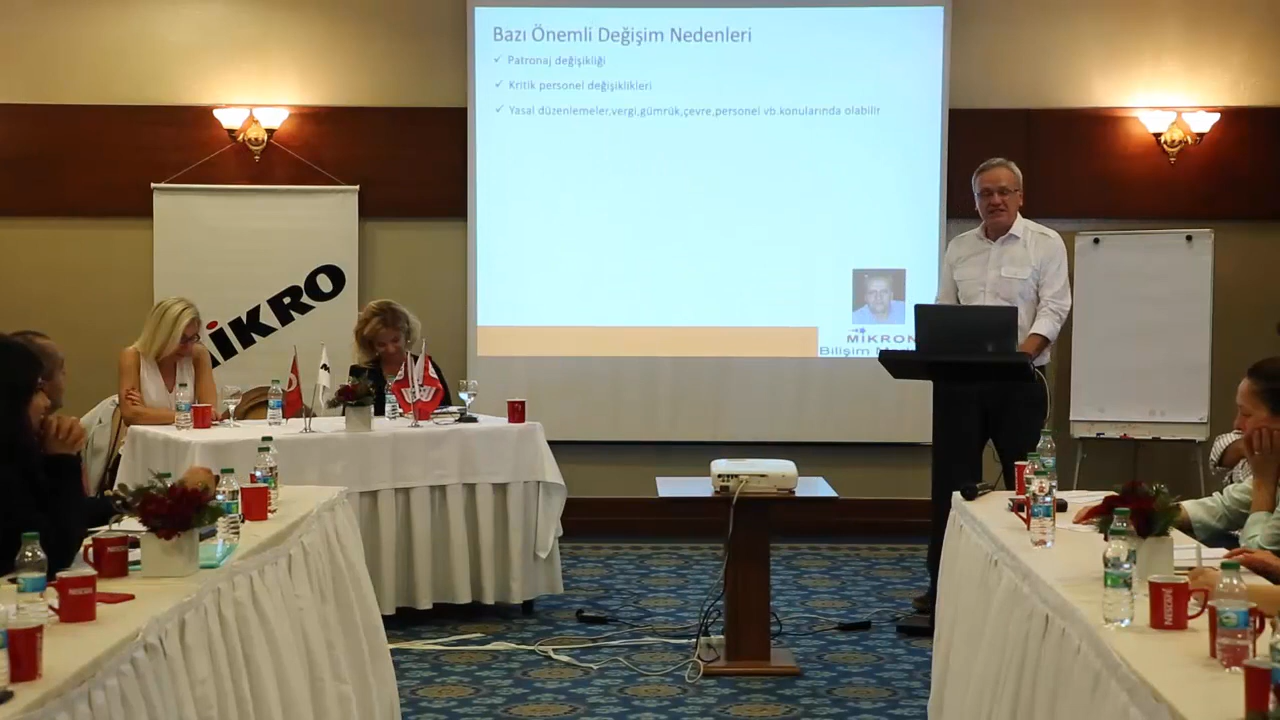 Bazı Önemli Değişim Nedenleri
✓ Patronaj değişikliği
✓ Kritik personel değişiklikleri
✓ Yasal düzenlemeler,vergi,gümrük,çevre,personel vb.konularında olabilir
MİKRO
MİKRON
Bilişim
NESCAFÉ